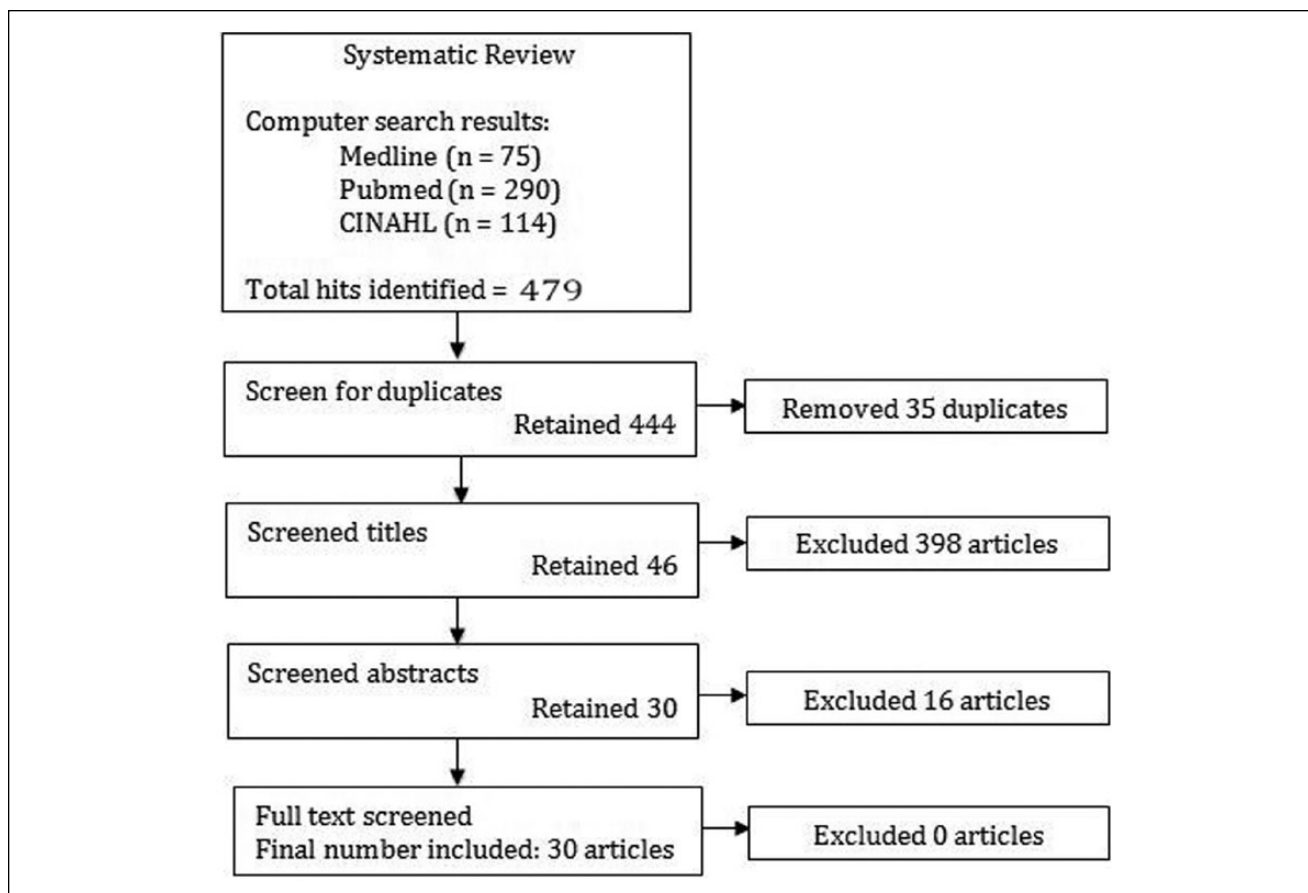 Systematic Review
Computer search results:
Medline (n = 75)
Pubmed (n = 290)
CINAHL (n = 114)
Total hits identified = 479
Screen for duplicates
Retained 444
Removed 35 duplicates
Screened titles
Retained 46
Excluded 398 articles
Screened abstracts
Retained 30
Excluded 16 articles
Full text screened
Final number included: 30 articles
Excluded 0 articles